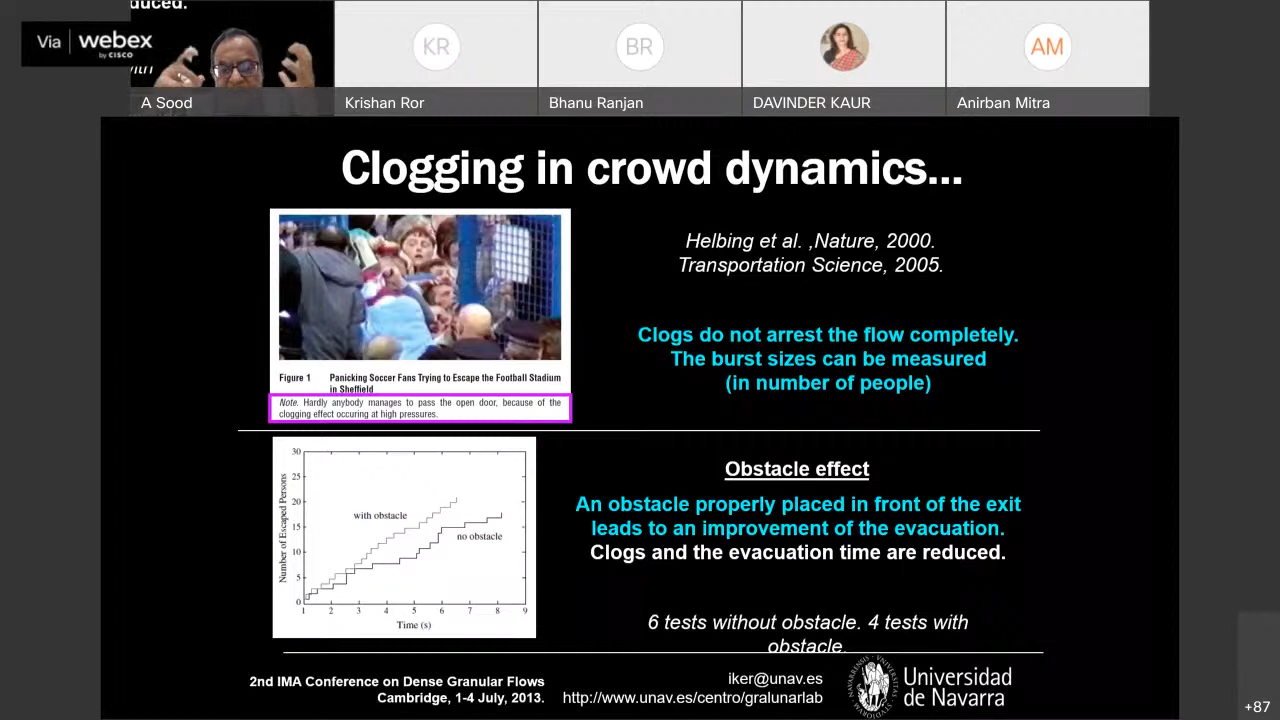 duced.
Via webex
by CISCO
KR
BR
AM
A Sood
Krishan Ror
Bhanu Ranjan
DAVINDER KAUR
Anirban Mitra
Clogging in crowd dynamics...
Figure 1 Panicking Soccer Fans Trying to Escape the Football Stadium
in Sheffield
Note. Hardly anybody manages to pass the open door, because of the
clogging effect occuring at high pressures.
Helbing et al. ,Nature, 2000.
Transportation Science, 2005.
Clogs do not arrest the flow completely.
The burst sizes can be measured
(in number of people)
Number of Escaped Persons
30
25
20
15
10
5
0
with obstacle
no obstacle
1 2 3 4 5 6 7 8 9
Time (s)
Obstacle effect
An obstacle properly placed in front of the exit
leads to an improvement of the evacuation.
Clogs and the evacuation time are reduced.
6 tests without obstacle. 4 tests with
obstacle.
2nd IMA Conference on Dense Granular Flows
Cambridge, 1-4 July, 2013.
iker@unav.es
http://www.unav.es/centro/gralunarlab
Universidad
de Navarra
+87